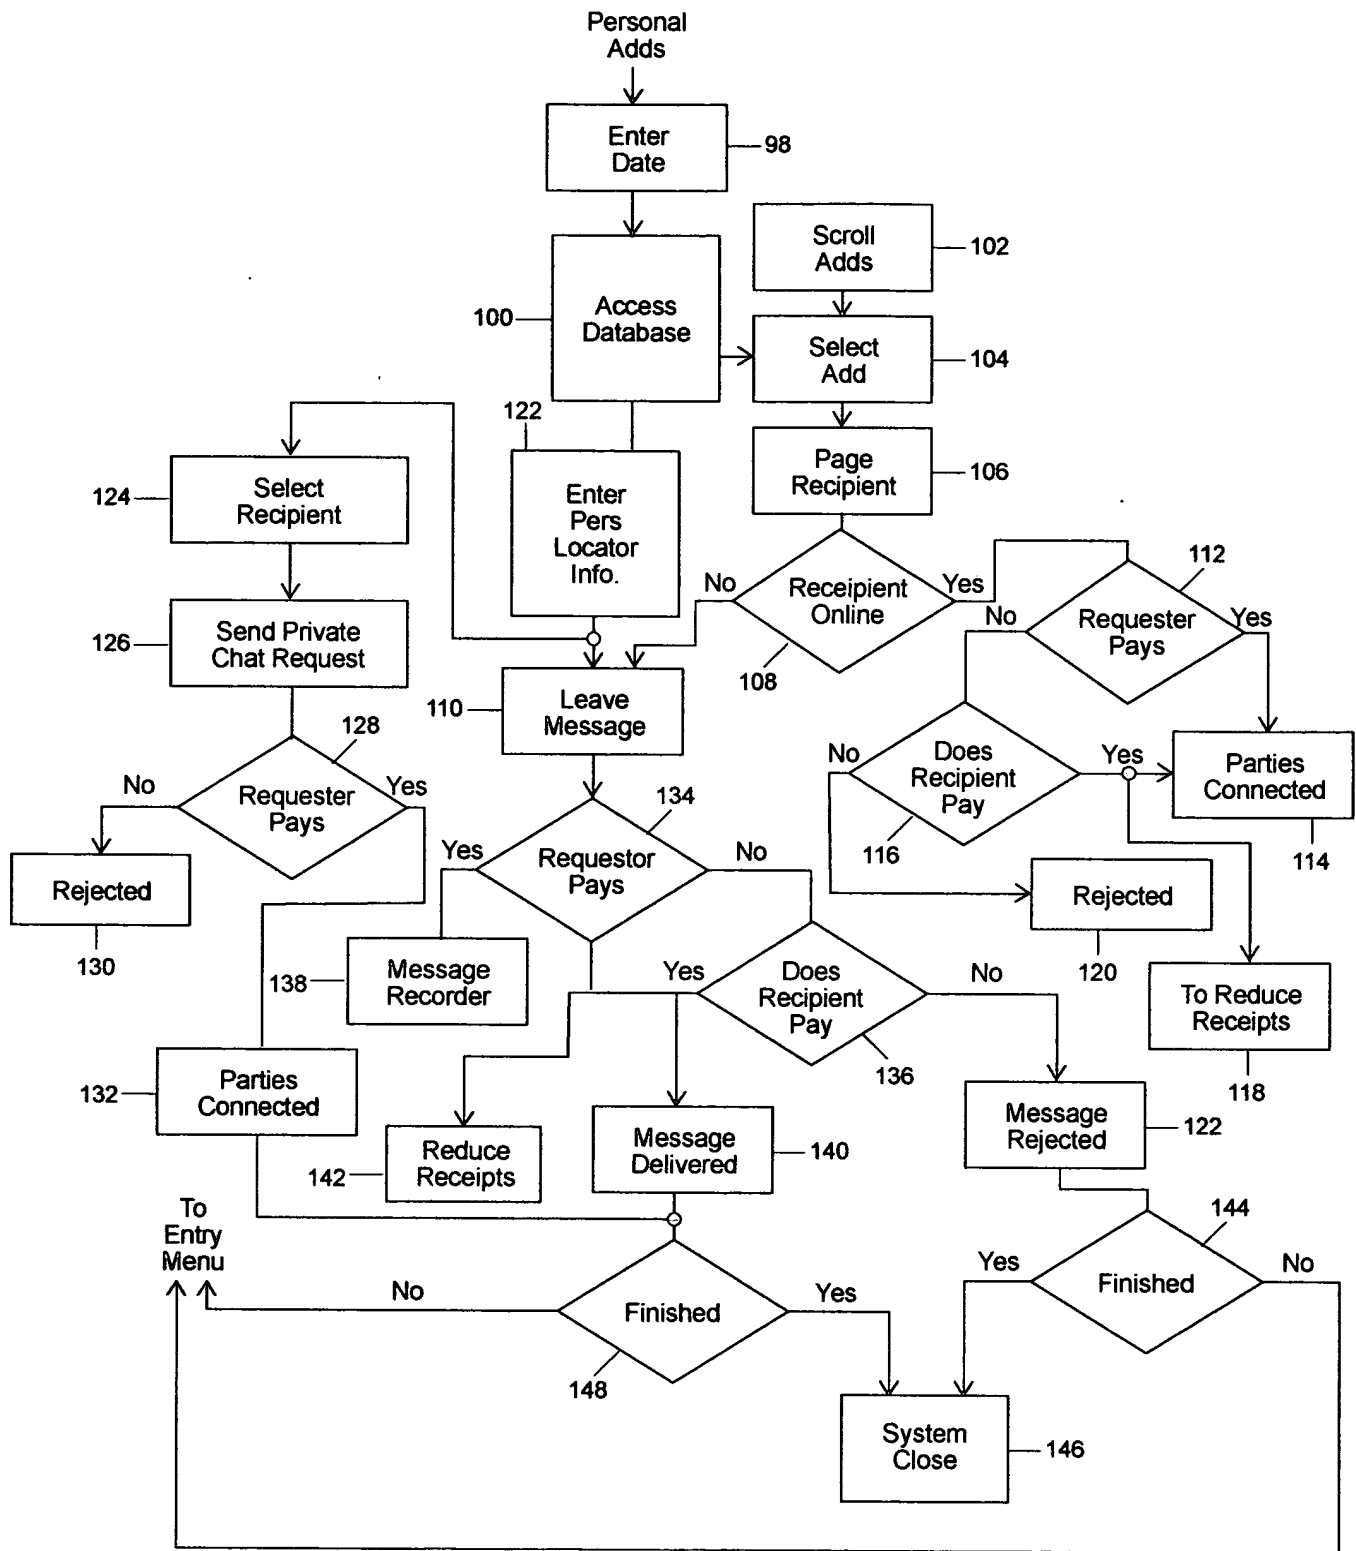 Personal
Adds
Enter
Date
98
Scroll
Adds
102
Access
Database
100
Select
Add
104
122
Page
Recipient
106
Select
Recipient
124
Enter
Pers
Locator
Info.
No
Receipient
Online
Yes
108
112
Requester
Pays
No
Yes
Send Private
Chat Request
126
Leave
Message
110
128
Requester
Pays
No
Yes
No
Does
Recipient
Pay
Yes
116
Parties
Connected
114
134
Requestor
Pays
Yes
No
Rejected
130
Rejected
120
Message
Recorder
138
Yes
Does
Recipient
Pay
No
136
To Reduce
Receipts
118
Parties
Connected
132
Reduce
Receipts
142
Message
Delivered
140
Message
Rejected
122
To
Entry
Menu
144
Yes
Finished
No
No
Finished
Yes
148
System
Close
146